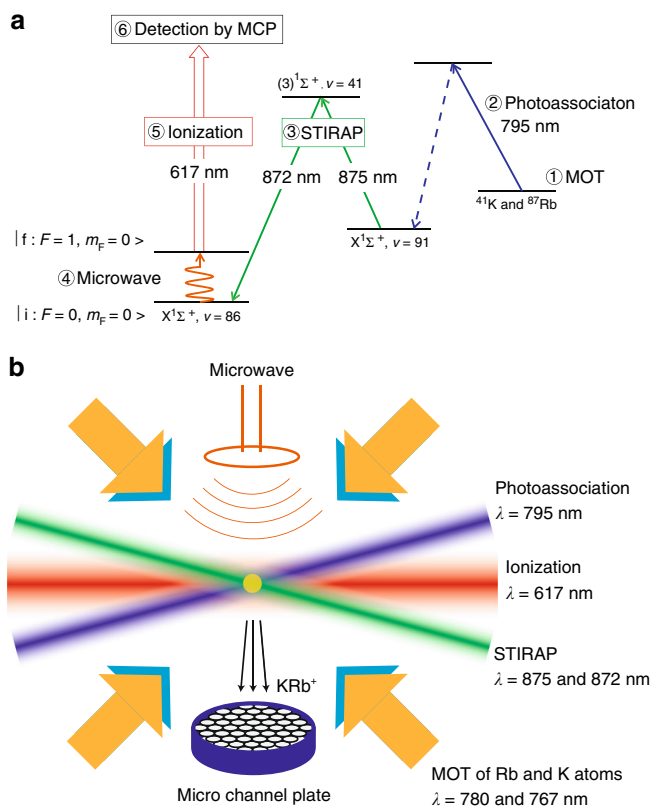 a
⑥ Detection by MCP
(3)¹Σ⁺, v = 41
② Photoassociaton
795 nm
⑤ Ionization
③ STIRAP
617 nm
872 nm
875 nm
① MOT
⁴¹K and ⁸⁷Rb
X¹Σ⁺, v = 91
| f : F = 1, m_F = 0 >
④ Microwave
| i : F = 0, m_F = 0 >
X¹Σ⁺, v = 86
b
Microwave
Photoassociation
λ = 795 nm
Ionization
λ = 617 nm
STIRAP
λ = 875 and 872 nm
KRb⁺
Micro channel plate
MOT of Rb and K atoms
λ = 780 and 767 nm